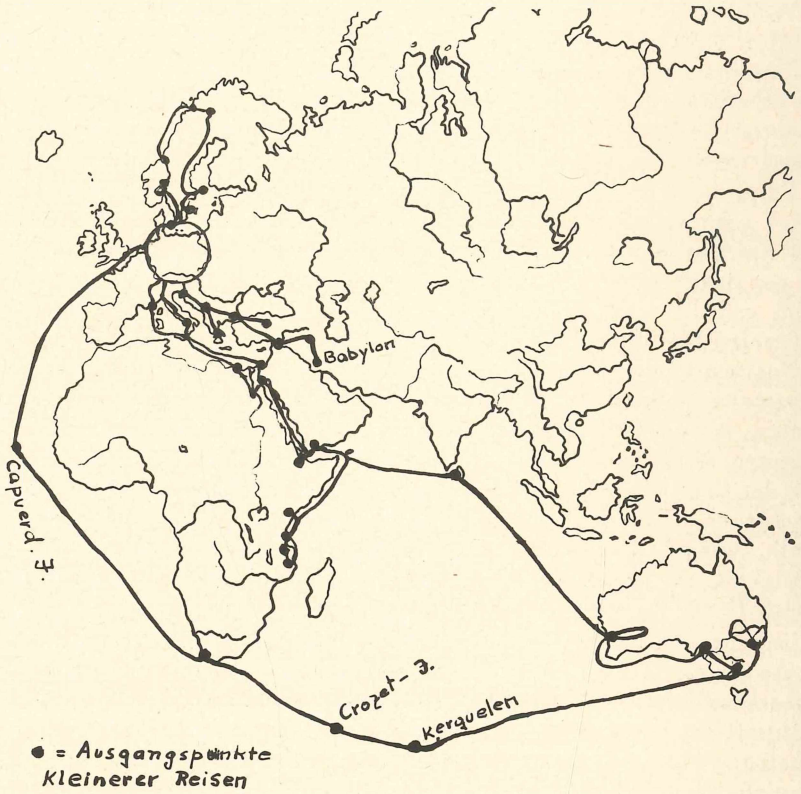 Babylon
Capverd. I.
Crozet-I.
Kerguelen
● = Ausgangspunkte
Kleinerer Reisen